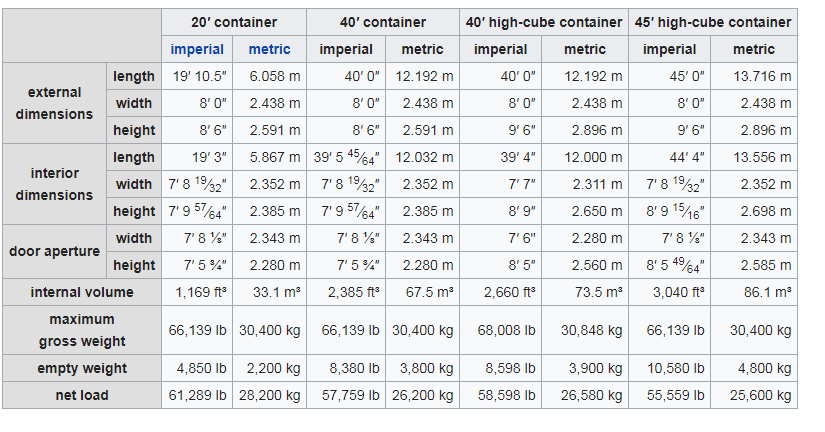 20′ container 40′ container 40′ high-cube container 45′ high-cube container
imperial metric imperial metric imperial metric imperial metric
external dimensions length 19′ 10.5″ 6.058 m 40′ 0″ 12.192 m 40′ 0″ 12.192 m 45′ 0″ 13.716 m
width 8′ 0″ 2.438 m 8′ 0″ 2.438 m 8′ 0″ 2.438 m 8′ 0″ 2.438 m
height 8′ 6″ 2.591 m 8′ 6″ 2.591 m 9′ 6″ 2.896 m 9′ 6″ 2.896 m
interior dimensions length 19′ 3″ 5.867 m 39′ 5 45⁄64″ 12.032 m 39′ 4″ 12.000 m 44′ 4″ 13.556 m
width 7′ 8 19⁄32″ 2.352 m 7′ 8 19⁄32″ 2.352 m 7′ 7″ 2.311 m 7′ 8 19⁄32″ 2.352 m
height 7′ 9 57⁄64″ 2.385 m 7′ 9 57⁄64″ 2.385 m 8′ 9″ 2.650 m 8′ 9 15⁄16″ 2.698 m
door aperture width 7′ 8 ⅛″ 2.343 m 7′ 8 ⅛″ 2.343 m 7′ 6" 2.280 m 7′ 8 ⅛″ 2.343 m
height 7′ 5 ¾″ 2.280 m 7′ 5 ¾″ 2.280 m 8′ 5″ 2.560 m 8′ 5 49⁄64″ 2.585 m
internal volume 1,169 ft³ 33.1 m³ 2,385 ft³ 67.5 m³ 2,660 ft³ 73.5 m³ 3,040 ft³ 86.1 m³
maximum gross weight 66,139 lb 30,400 kg 66,139 lb 30,400 kg 68,008 lb 30,848 kg 66,139 lb 30,400 kg
empty weight 4,850 lb 2,200 kg 8,380 lb 3,800 kg 8,598 lb 3,900 kg 10,580 lb 4,800 kg
net load 61,289 lb 28,200 kg 57,759 lb 26,200 kg 58,598 lb 26,580 kg 55,559 lb 25,600 kg